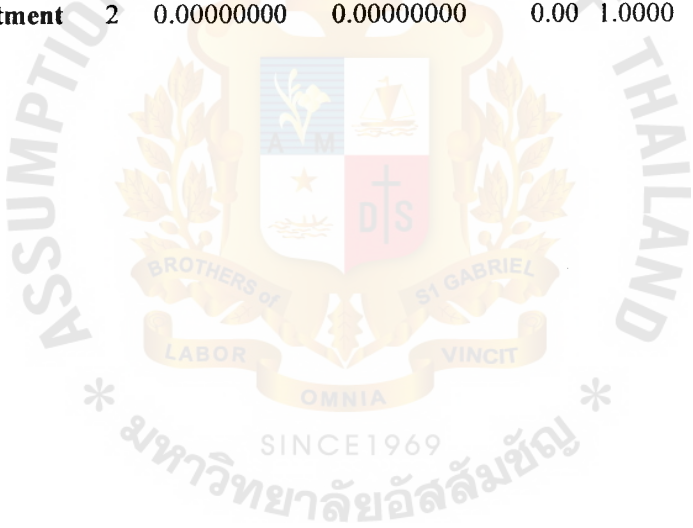 tment 2 0.00000000 0.00000000 0.00 1.0000
ASSUMPTIO
THAILAND
A M
D S
BROTHERS of
ST GABRIEL
LABOR
VINCIT
OMNIA
* *
SINCE1969
มหาวิทยาลัยอัสสัมชัญ